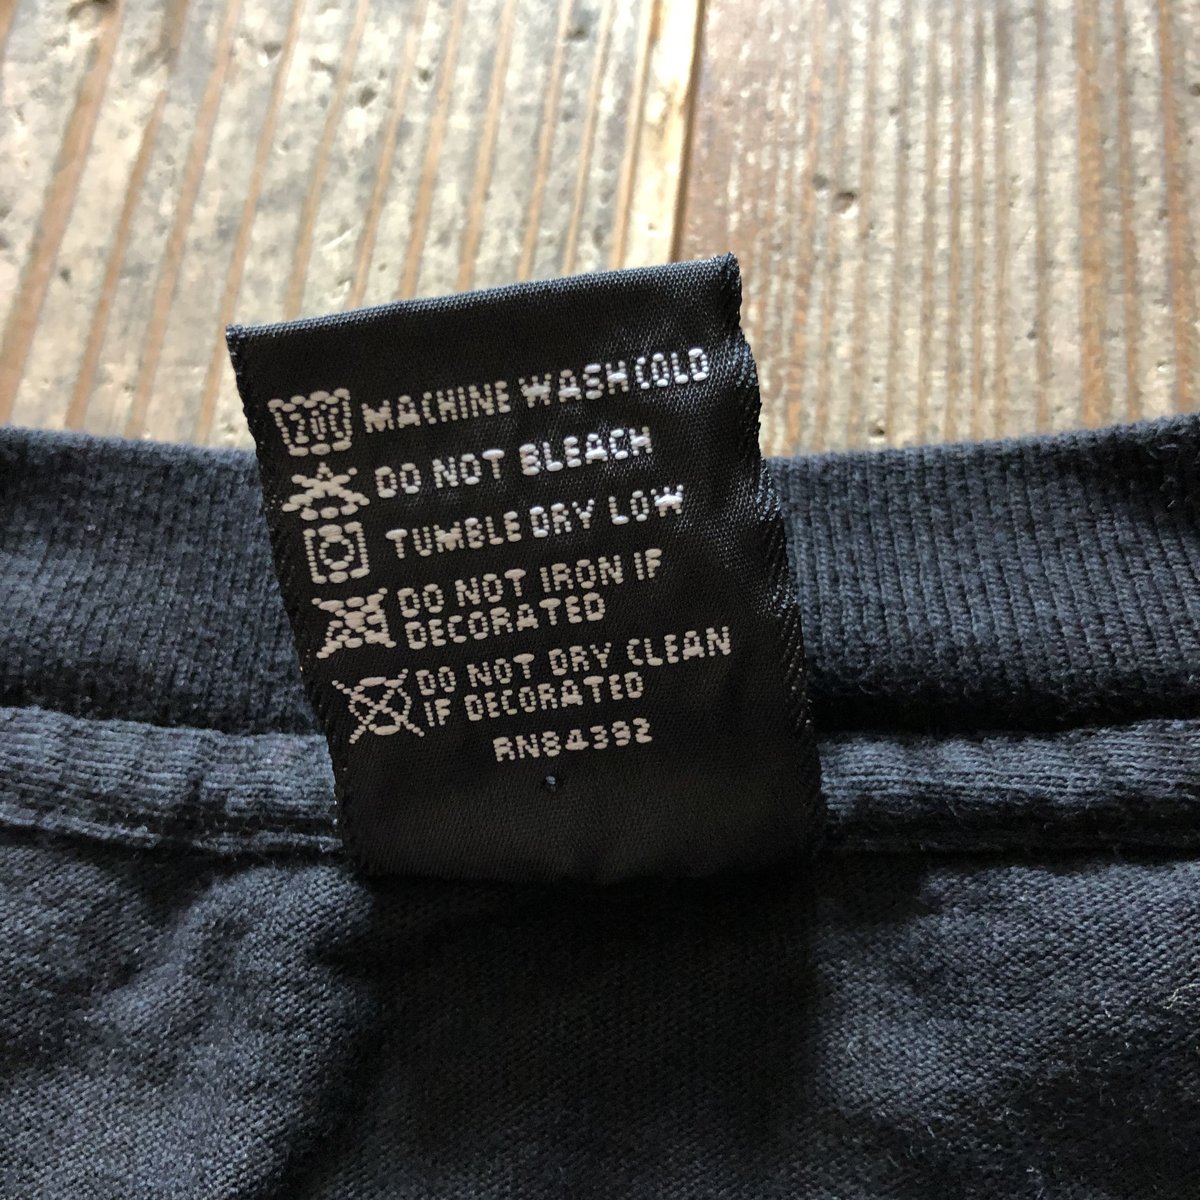 20C MACHINE WASH COLD
DO NOT BLEACH
TUMBLE DRY LOW
DO NOT IRON IF
DECORATED
DO NOT DRY CLEAN
IF DECORATED
RN84392